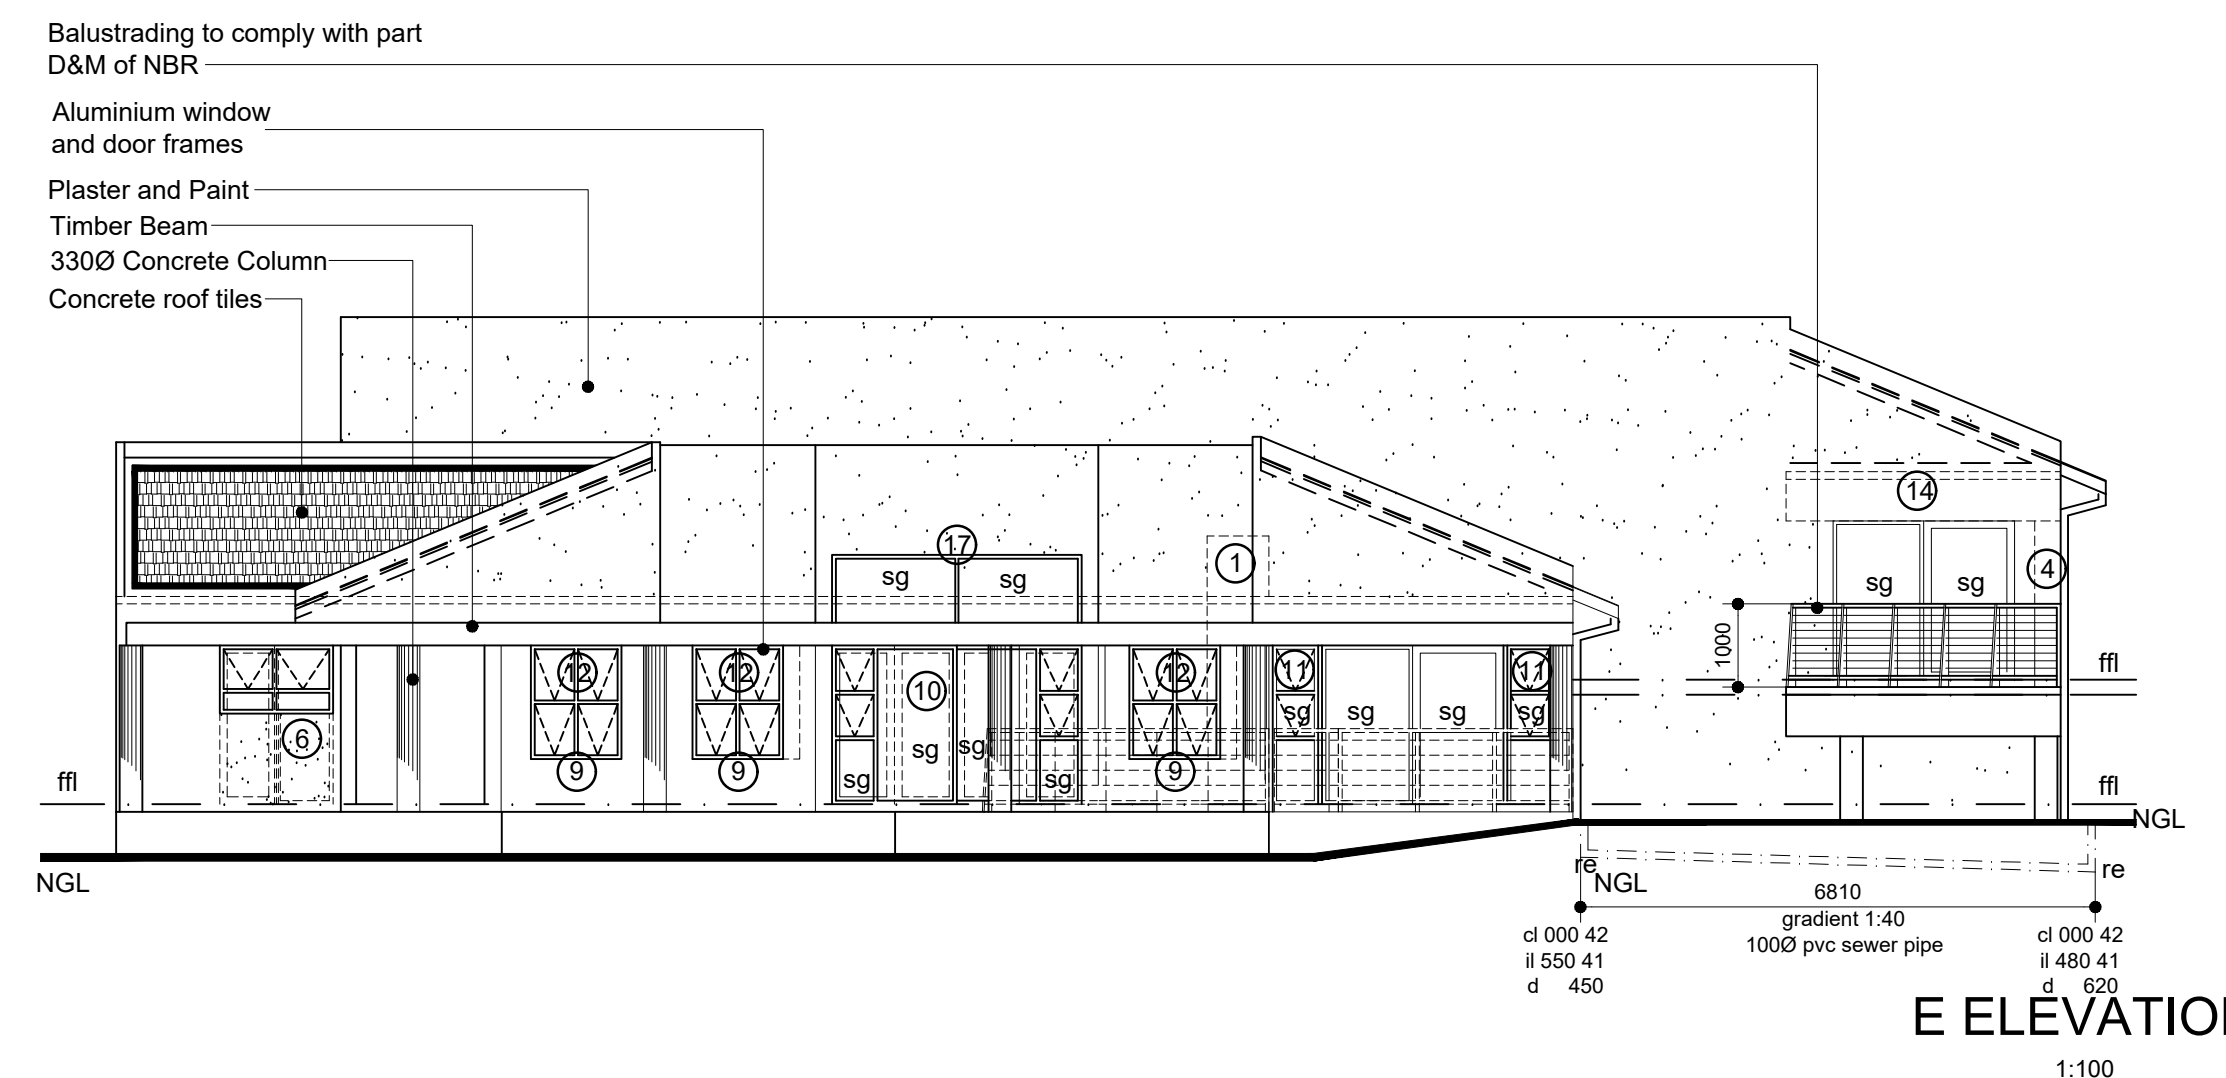 Balustrading to comply with part
D&M of NBR
Aluminium window
and door frames
Plaster and Paint
Timber Beam
330Ø Concrete Column
Concrete roof tiles
14
17
1
4
sg
sg
sg
sg
1000
ffl
12
12
12
11
11
10
sg
sg
sg
sg
6
sg
sg
9
9
9
sg
sg
ffl
ffl
NGL
NGL
re
NGL
re
6810
gradient 1:40
100Ø pvc sewer pipe
cl 000 42
il 550 41
d 450
cl 000 42
il 480 41
d 620
E ELEVATIO
1:100